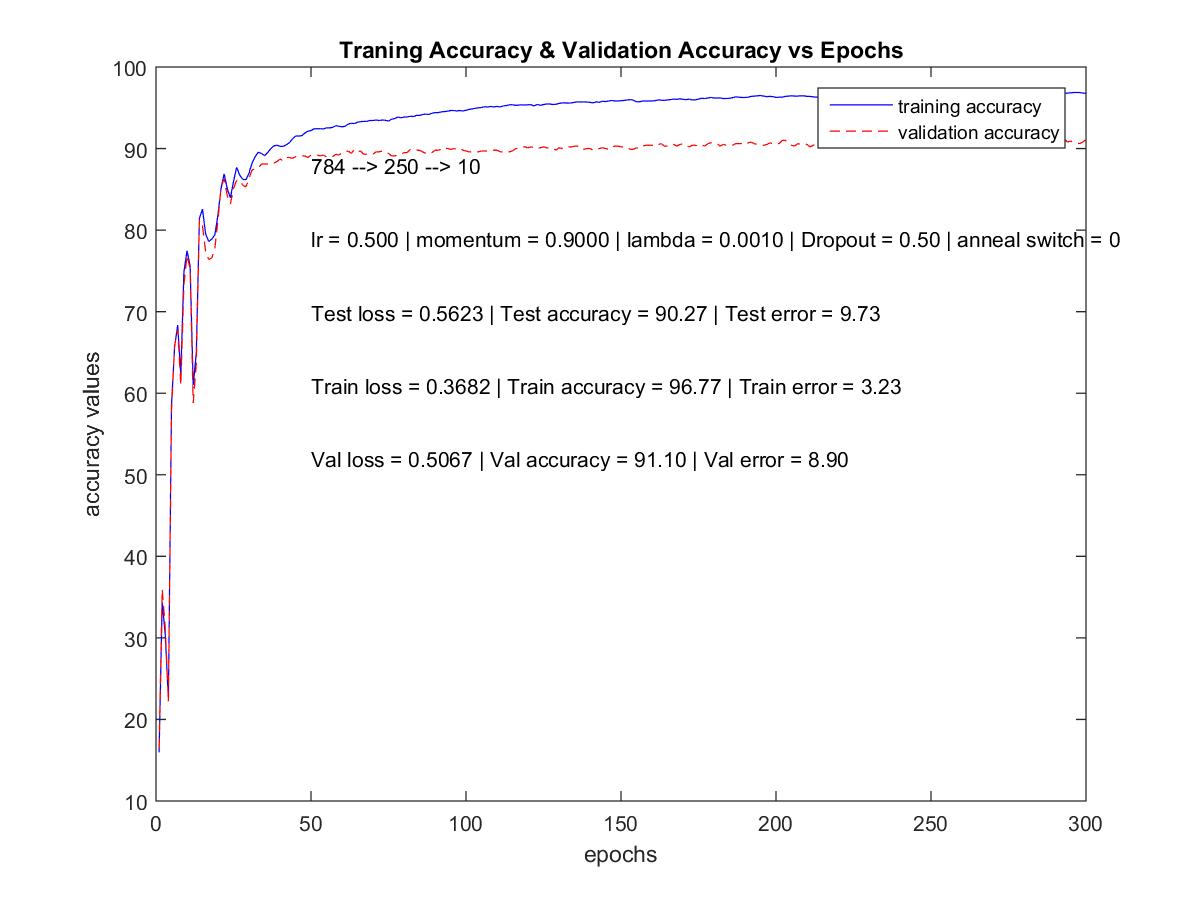 Traning Accuracy & Validation Accuracy vs Epochs
100
90
80
70
60
50
40
30
20
10
accuracy values
training accuracy
validation accuracy
784 --> 250 --> 10
lr = 0.500 | momentum = 0.9000 | lambda = 0.0010 | Dropout = 0.50 | anneal switch = 0
Test loss = 0.5623 | Test accuracy = 90.27 | Test error = 9.73
Train loss = 0.3682 | Train accuracy = 96.77 | Train error = 3.23
Val loss = 0.5067 | Val accuracy = 91.10 | Val error = 8.90
0 50 100 150 200 250 300
epochs